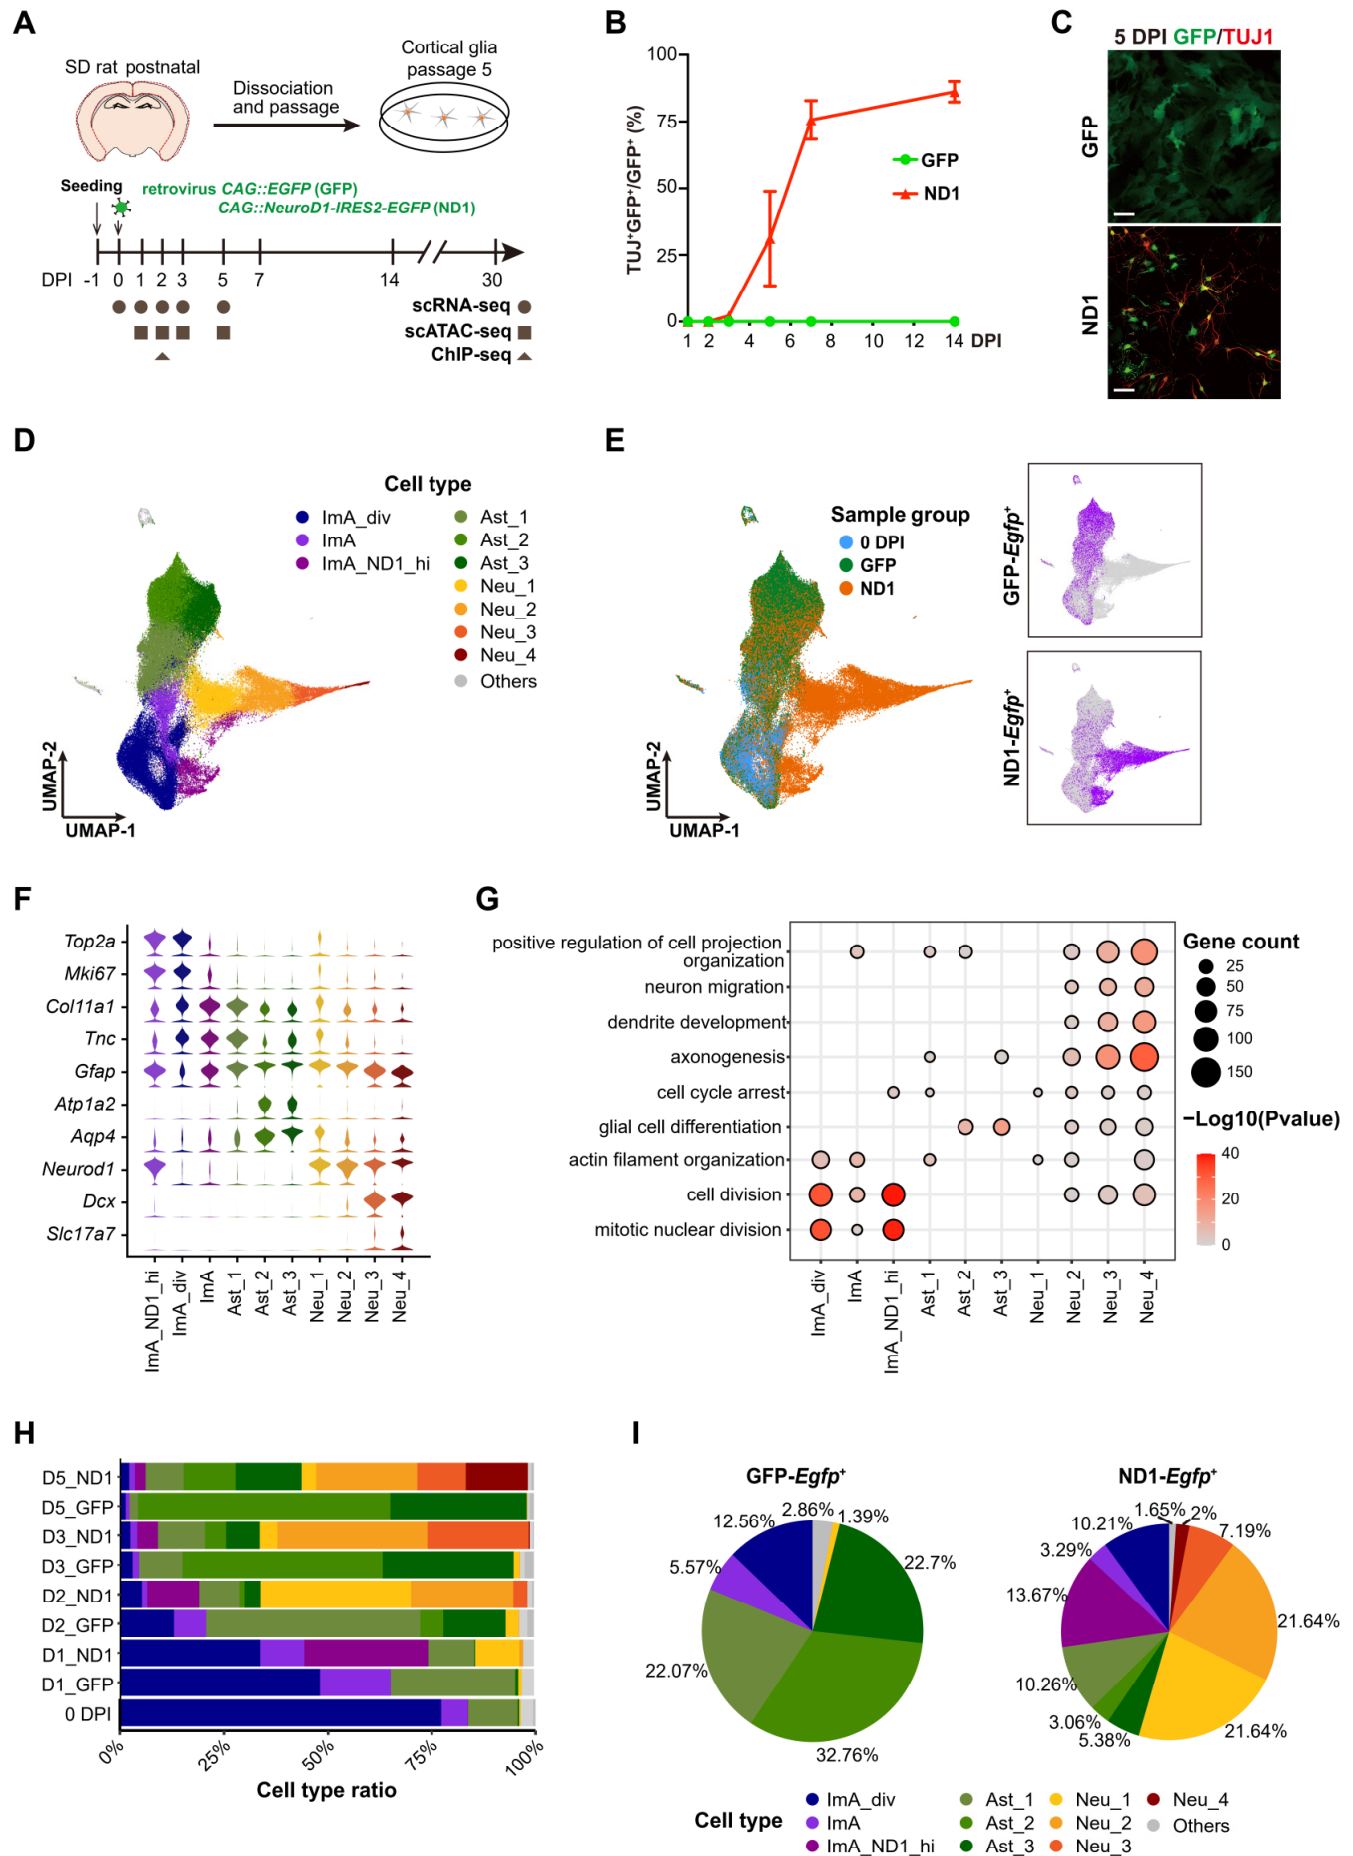 A
SD rat postnatal
Dissociation
and passage
Cortical glia
passage 5
Seeding
retrovirus CAG::EGFP (GFP)
CAG::NeuroD1-IRES2-EGFP (ND1)
DPI -1 0 1 2 3 5 7 14 30
scRNA-seq
scATAC-seq
ChIP-seq
B
TUJ⁺GFP⁺/GFP⁺ (%)
100
75
50
25
0
1 2 4 6 8 10 12 14 DPI
GFP
ND1
C
5 DPI GFP/TUJ1
GFP
ND1
D
Cell type
ImA_div
ImA
ImA_ND1_hi
Ast_1
Ast_2
Ast_3
Neu_1
Neu_2
Neu_3
Neu_4
Others
UMAP-2
UMAP-1
E
Sample group
0 DPI
GFP
ND1
UMAP-2
UMAP-1
GFP-Egfp⁺
ND1-Egfp⁺
F
Top2a
Mki67
Col11a1
Tnc
Gfap
Atp1a2
Aqp4
Neurod1
Dcx
Slc17a7
ImA_ND1_hi
ImA_div
ImA
Ast_1
Ast_2
Ast_3
Neu_1
Neu_2
Neu_3
Neu_4
G
positive regulation of cell projection
organization
neuron migration
dendrite development
axonogenesis
cell cycle arrest
glial cell differentiation
actin filament organization
cell division
mitotic nuclear division
ImA_div
ImA
ImA_ND1_hi
Ast_1
Ast_2
Ast_3
Neu_1
Neu_2
Neu_3
Neu_4
Gene count
25
50
75
100
150
−Log10(Pvalue)
40
20
0
H
D5_ND1
D5_GFP
D3_ND1
D3_GFP
D2_ND1
D2_GFP
D1_ND1
D1_GFP
0 DPI
0% 25% 50% 75% 100%
Cell type ratio
I
GFP-Egfp⁺
2.86%
1.39%
12.56%
5.57%
22.7%
22.07%
32.76%
ND1-Egfp⁺
1.65%
2%
10.21%
7.19%
3.29%
13.67%
21.64%
10.26%
3.06%
5.38%
21.64%
Cell type
ImA_div
ImA
ImA_ND1_hi
Ast_1
Ast_2
Ast_3
Neu_1
Neu_2
Neu_3
Neu_4
Others